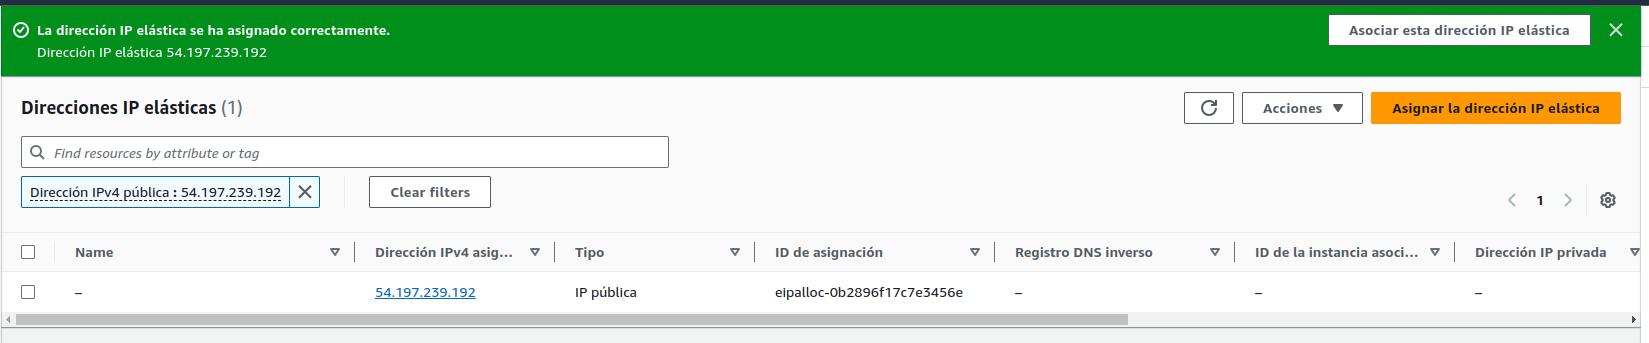 La dirección IP elástica se ha asignado correctamente.
Asociar esta dirección IP elástica
Dirección IP elástica 54.197.239.192
Direcciones IP elásticas (1)
Acciones
Asignar la dirección IP elástica
Find resources by attribute or tag
Dirección IPv4 pública : 54.197.239.192
Clear filters
1
Name Dirección IPv4 asig... Tipo ID de asignación Registro DNS inverso ID de la instancia asoci... Dirección IP privada
– 54.197.239.192 IP pública eipalloc-0b2896f17c7e3456e – – –